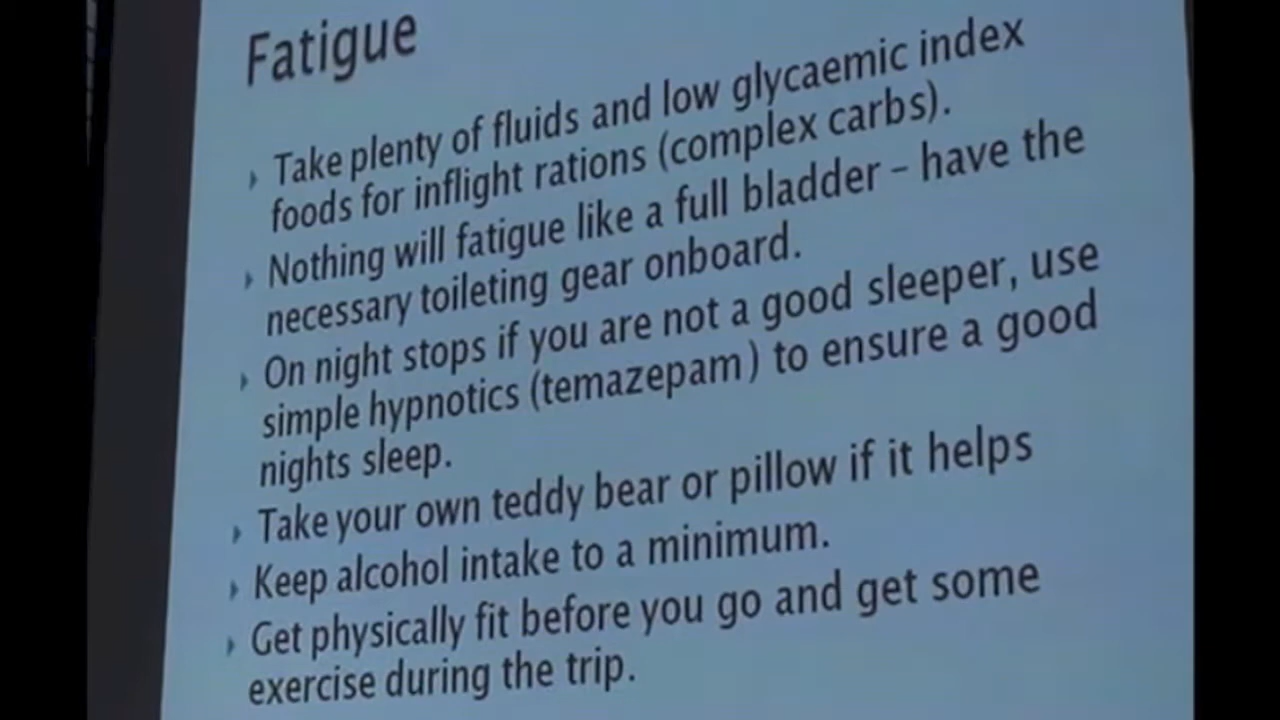 Fatigue
Take plenty of fluids and low glycaemic index
foods for inflight rations (complex carbs).
Nothing will fatigue like a full bladder – have the
necessary toileting gear onboard.
On night stops if you are not a good sleeper, use
simple hypnotics (temazepam) to ensure a good
nights sleep.
Take your own teddy bear or pillow if it helps
Keep alcohol intake to a minimum.
Get physically fit before you go and get some
exercise during the trip.